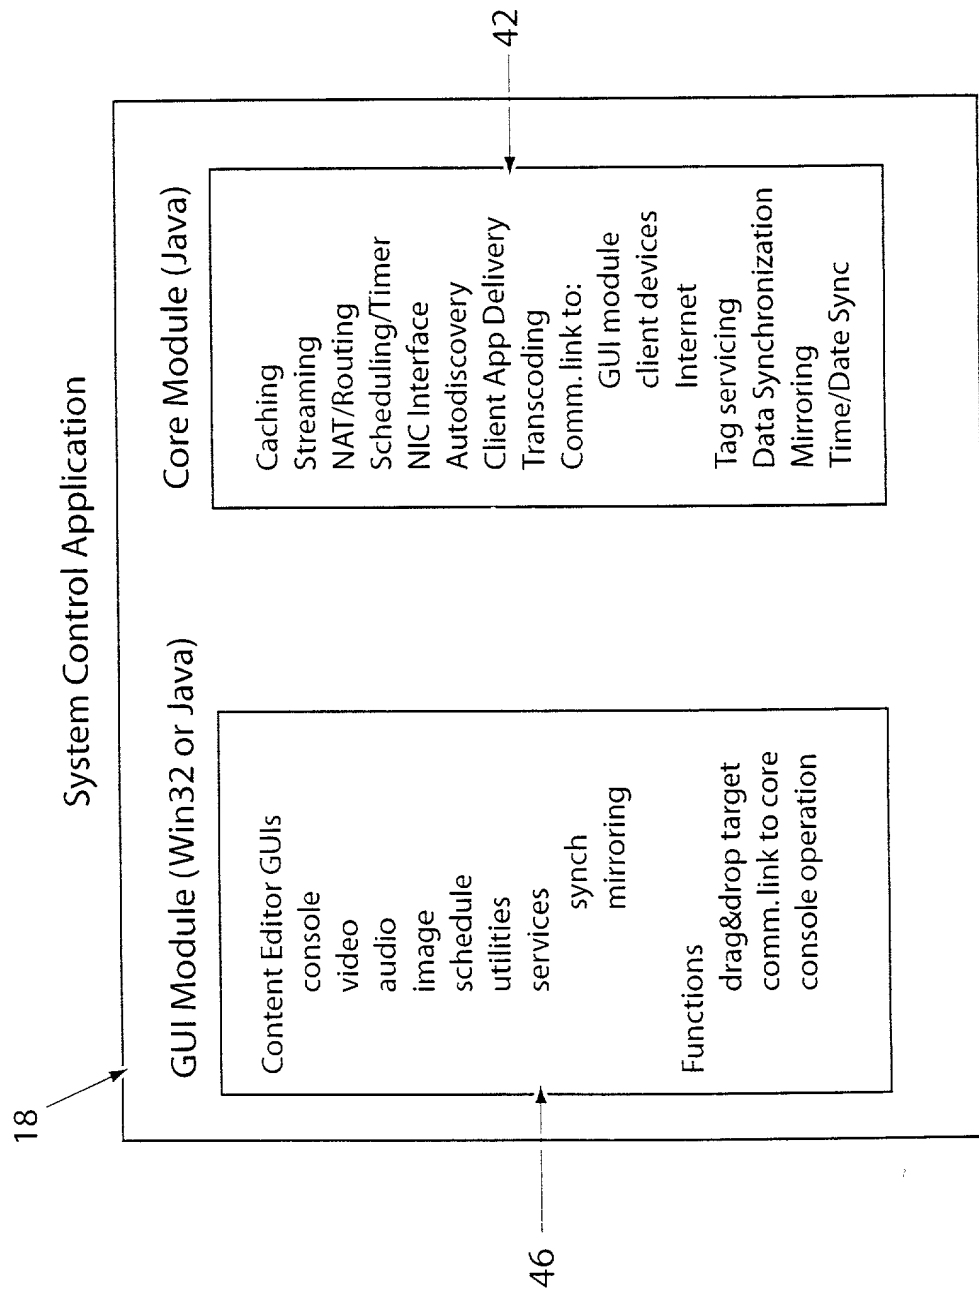 System Control Application
18
GUI Module (Win32 or Java)
Content Editor GUIs
console
video
audio
image
schedule
utilities
services
synch
mirroring
Functions
drag&drop target
comm. link to core
console operation
46
Core Module (Java)
Caching
Streaming
NAT/Routing
Scheduling/Timer
NIC Interface
Autodiscovery
Client App Delivery
Transcoding
Comm. link to:
GUI module
client devices
Internet
Tag servicing
Data Synchronization
Mirroring
Time/Date Sync
42